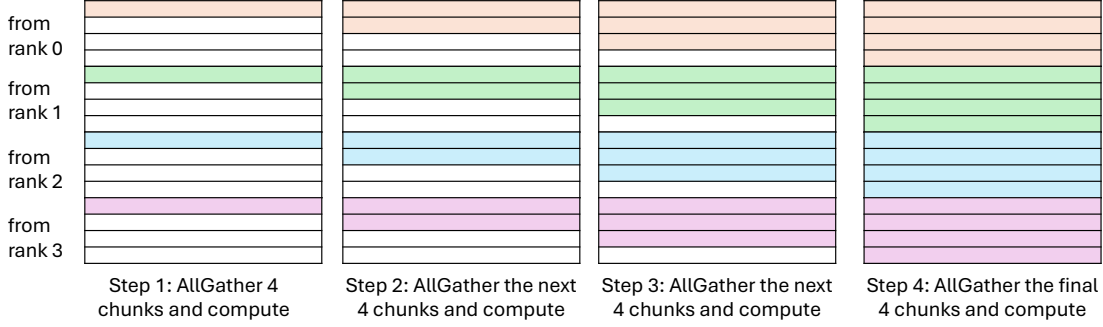 from
rank 0
from
rank 1
from
rank 2
from
rank 3
Step 1: AllGather 4
chunks and compute
Step 2: AllGather the next
4 chunks and compute
Step 3: AllGather the next
4 chunks and compute
Step 4: AllGather the final
4 chunks and compute